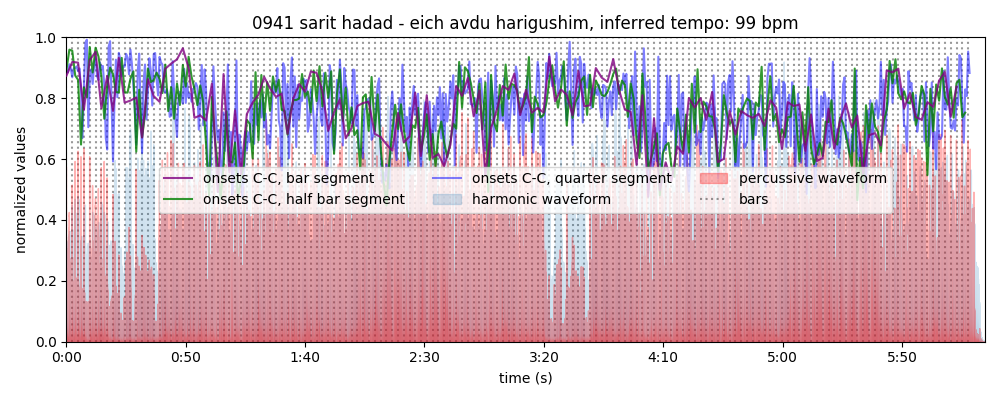 0941 sarit hadad - eich avdu harigushim, inferred tempo: 99 bpm
normalized values
1.0
0.8
0.6
0.4
0.2
0.0
onsets C-C, bar segment
onsets C-C, half bar segment
onsets C-C, quarter segment
harmonic waveform
percussive waveform
bars
0:00 0:50 1:40 2:30 3:20 4:10 5:00 5:50
time (s)